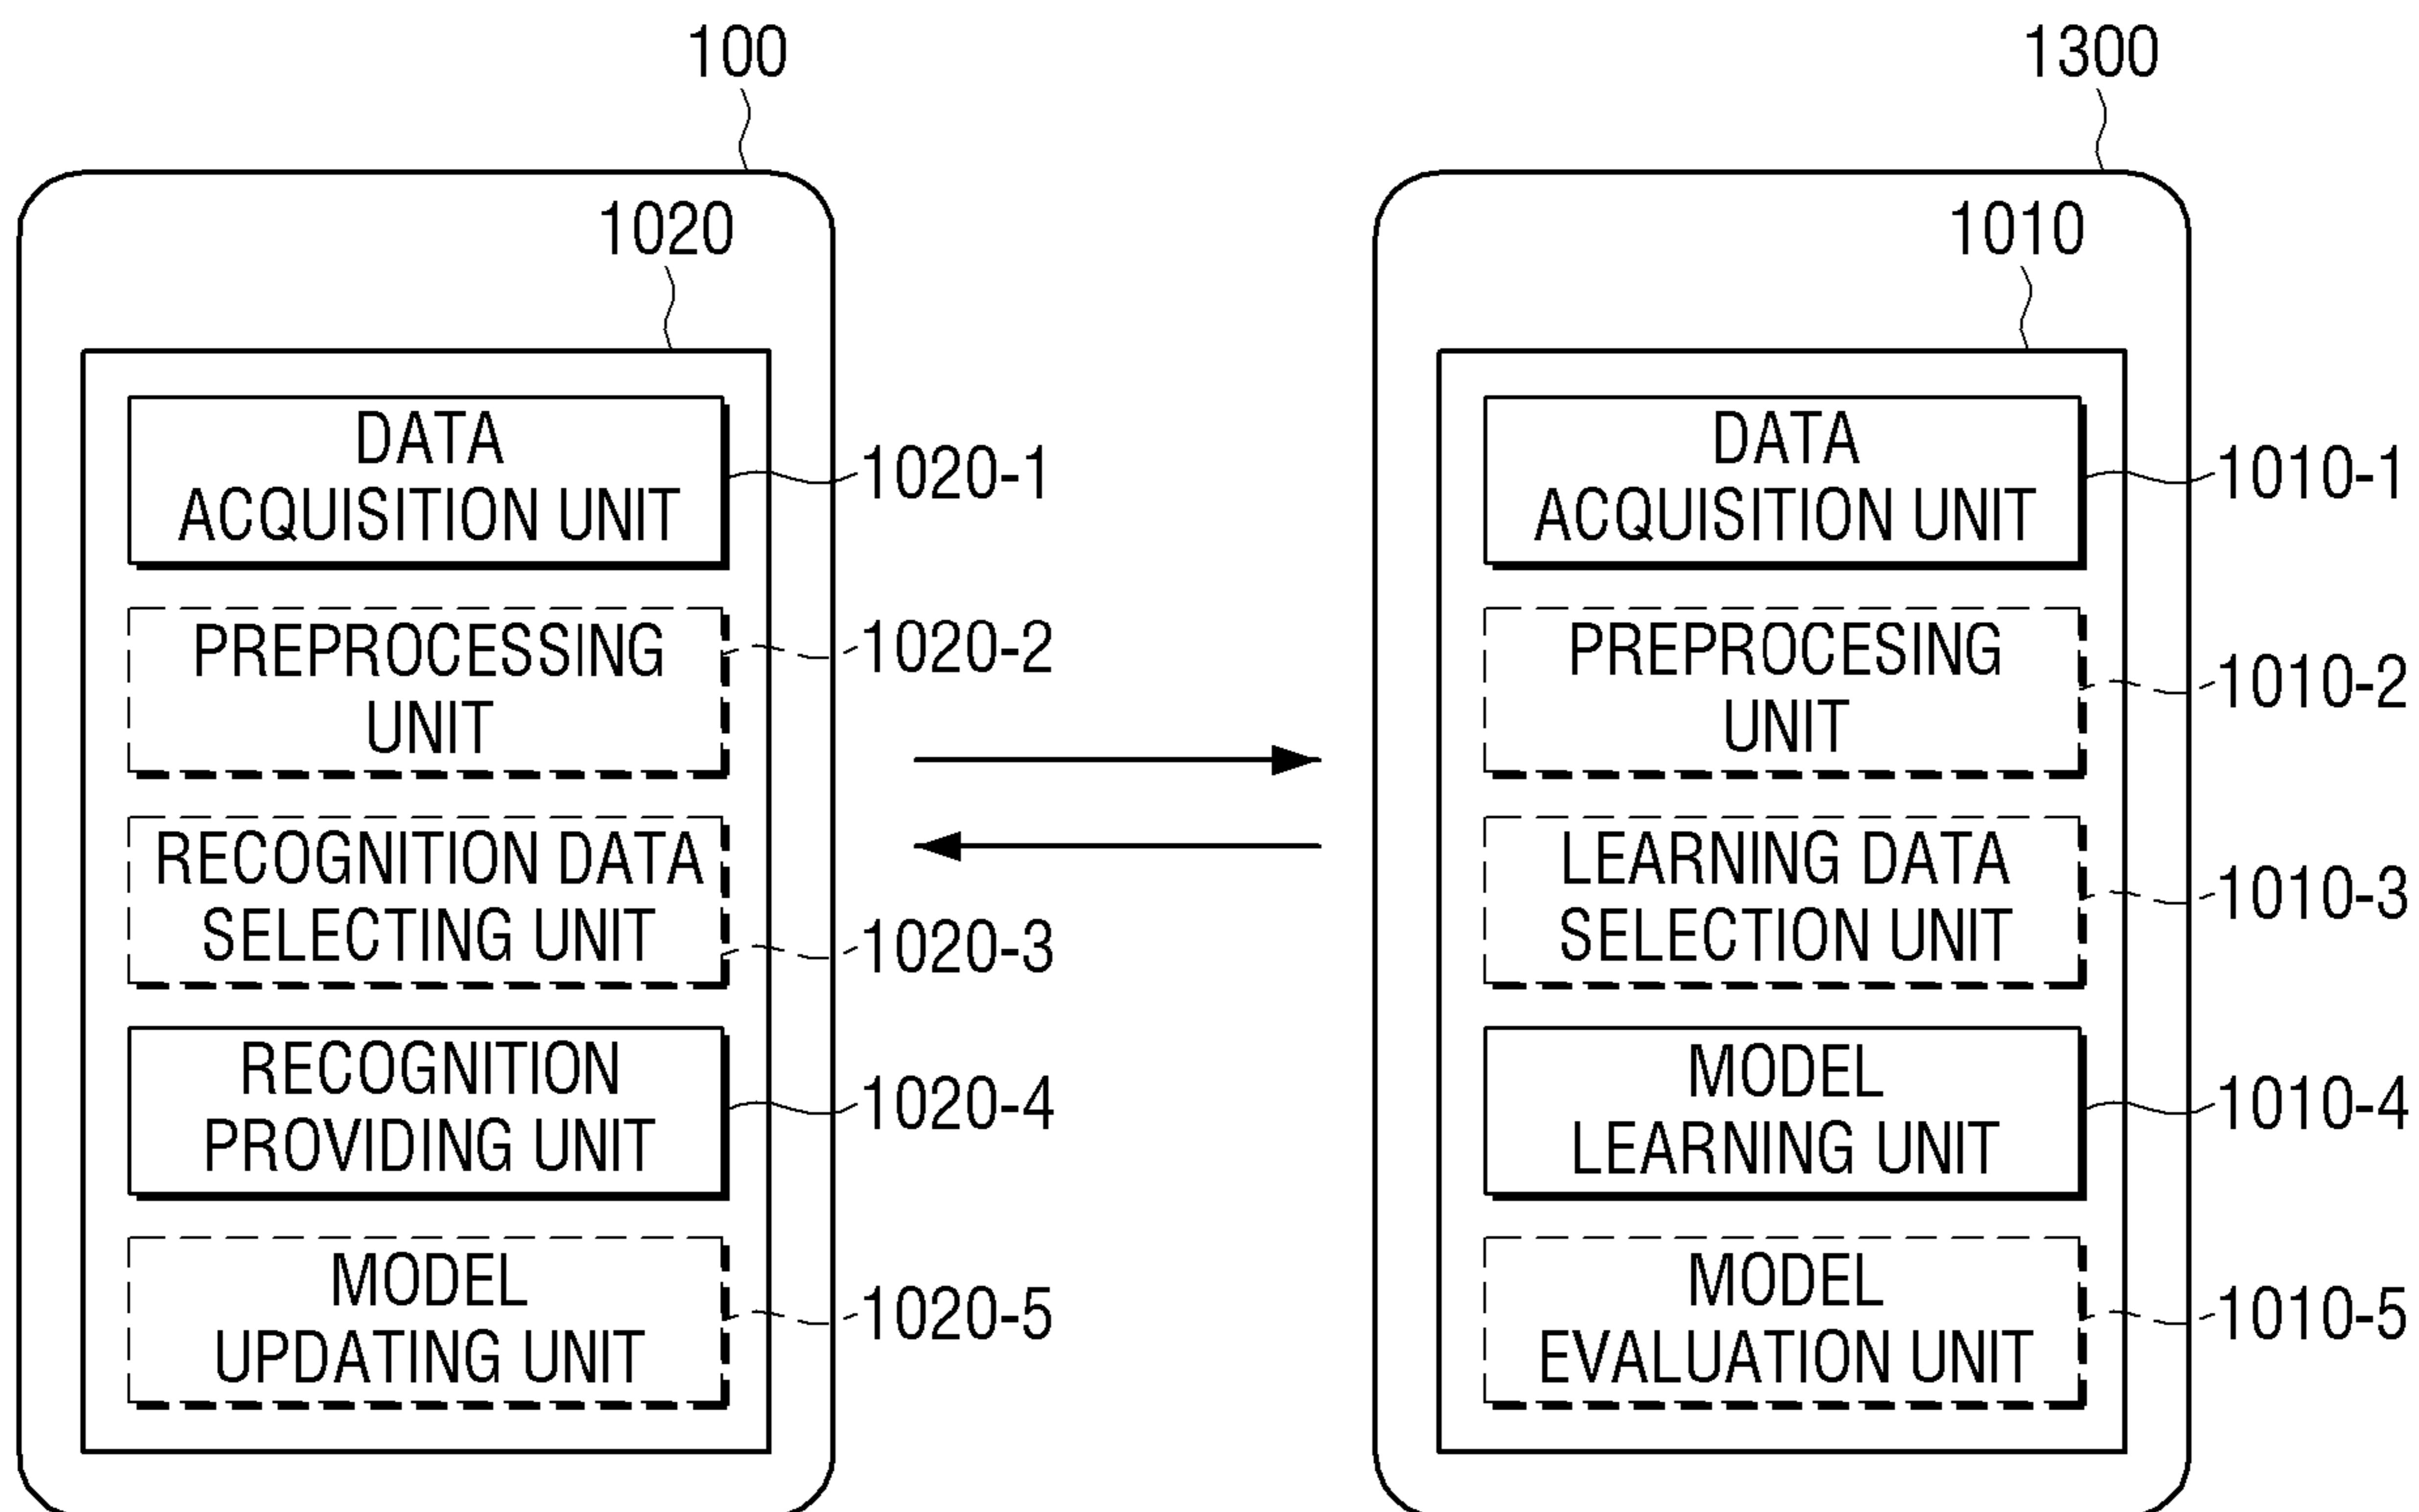 100
1020
DATA
ACQUISITION UNIT
1020-1
PREPROCESSING
UNIT
1020-2
RECOGNITION DATA
SELECTING UNIT
1020-3
RECOGNITION
PROVIDING UNIT
1020-4
MODEL
UPDATING UNIT
1020-5
1300
1010
DATA
ACQUISITION UNIT
1010-1
PREPROCESING
UNIT
1010-2
LEARNING DATA
SELECTION UNIT
1010-3
MODEL
LEARNING UNIT
1010-4
MODEL
EVALUATION UNIT
1010-5